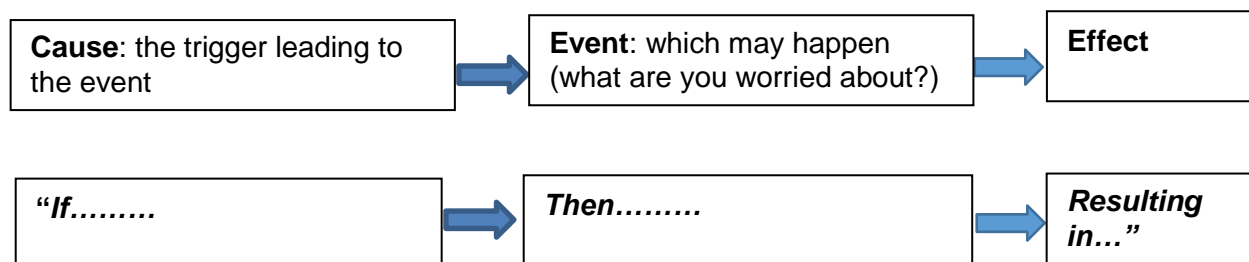 Cause: the trigger leading to
the event
Event: which may happen
(what are you worried about?)
Effect
“If………
Then………
Resulting
in…”